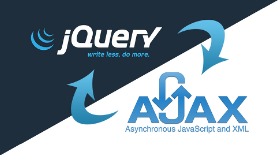 jQuery
write less. do more.
AJAX
Asynchronous JavaScript and XML